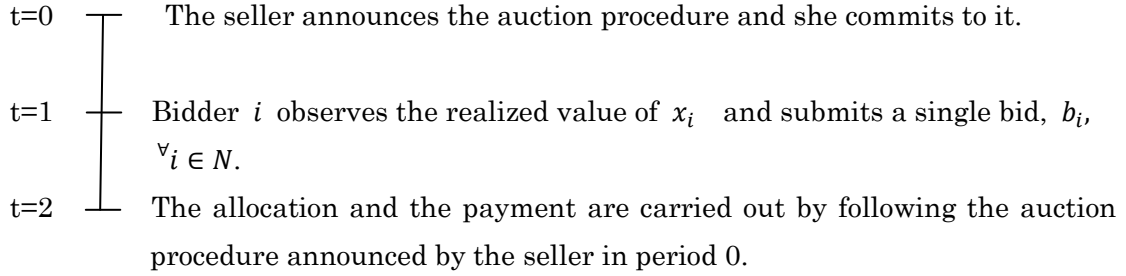 t=0 The seller announces the auction procedure and she commits to it.
t=1 Bidder 𝑖 observes the realized value of 𝑥ᵢ and submits a single bid, 𝑏ᵢ,
∀𝑖 ∈ 𝑁.
t=2 The allocation and the payment are carried out by following the auction
procedure announced by the seller in period 0.